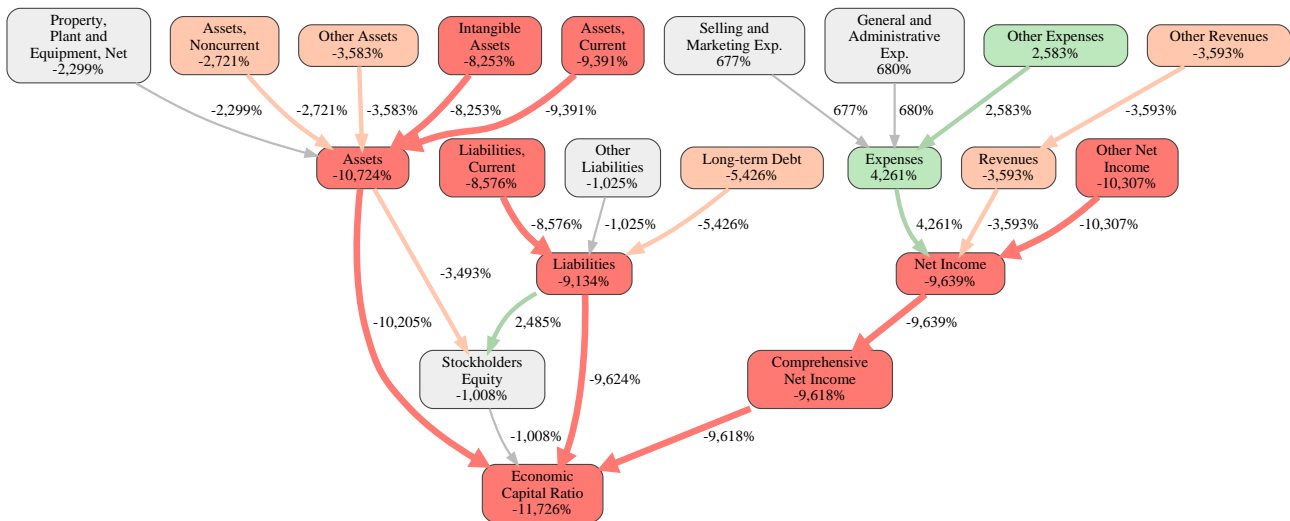 Property,
Plant and
Equipment, Net
-2,299%
Assets,
Noncurrent
-2,721%
Other Assets
-3,583%
Intangible
Assets
-8,253%
Assets,
Current
-9,391%
Selling and
Marketing Exp.
677%
General and
Administrative
Exp.
680%
Other Expenses
2,583%
Other Revenues
-3,593%
-2,299%
-2,721%
-3,583%
-8,253%
-9,391%
677%
680%
2,583%
-3,593%
Assets
-10,724%
Liabilities,
Current
-8,576%
Other
Liabilities
-1,025%
Long-term Debt
-5,426%
Expenses
4,261%
Revenues
-3,593%
Other Net
Income
-10,307%
-8,576%
-1,025%
-5,426%
4,261%
-3,593%
-10,307%
-3,493%
Liabilities
-9,134%
Net Income
-9,639%
-10,205%
2,485%
-9,624%
-9,639%
Stockholders
Equity
-1,008%
Comprehensive
Net Income
-9,618%
-1,008%
-9,618%
Economic
Capital Ratio
-11,726%